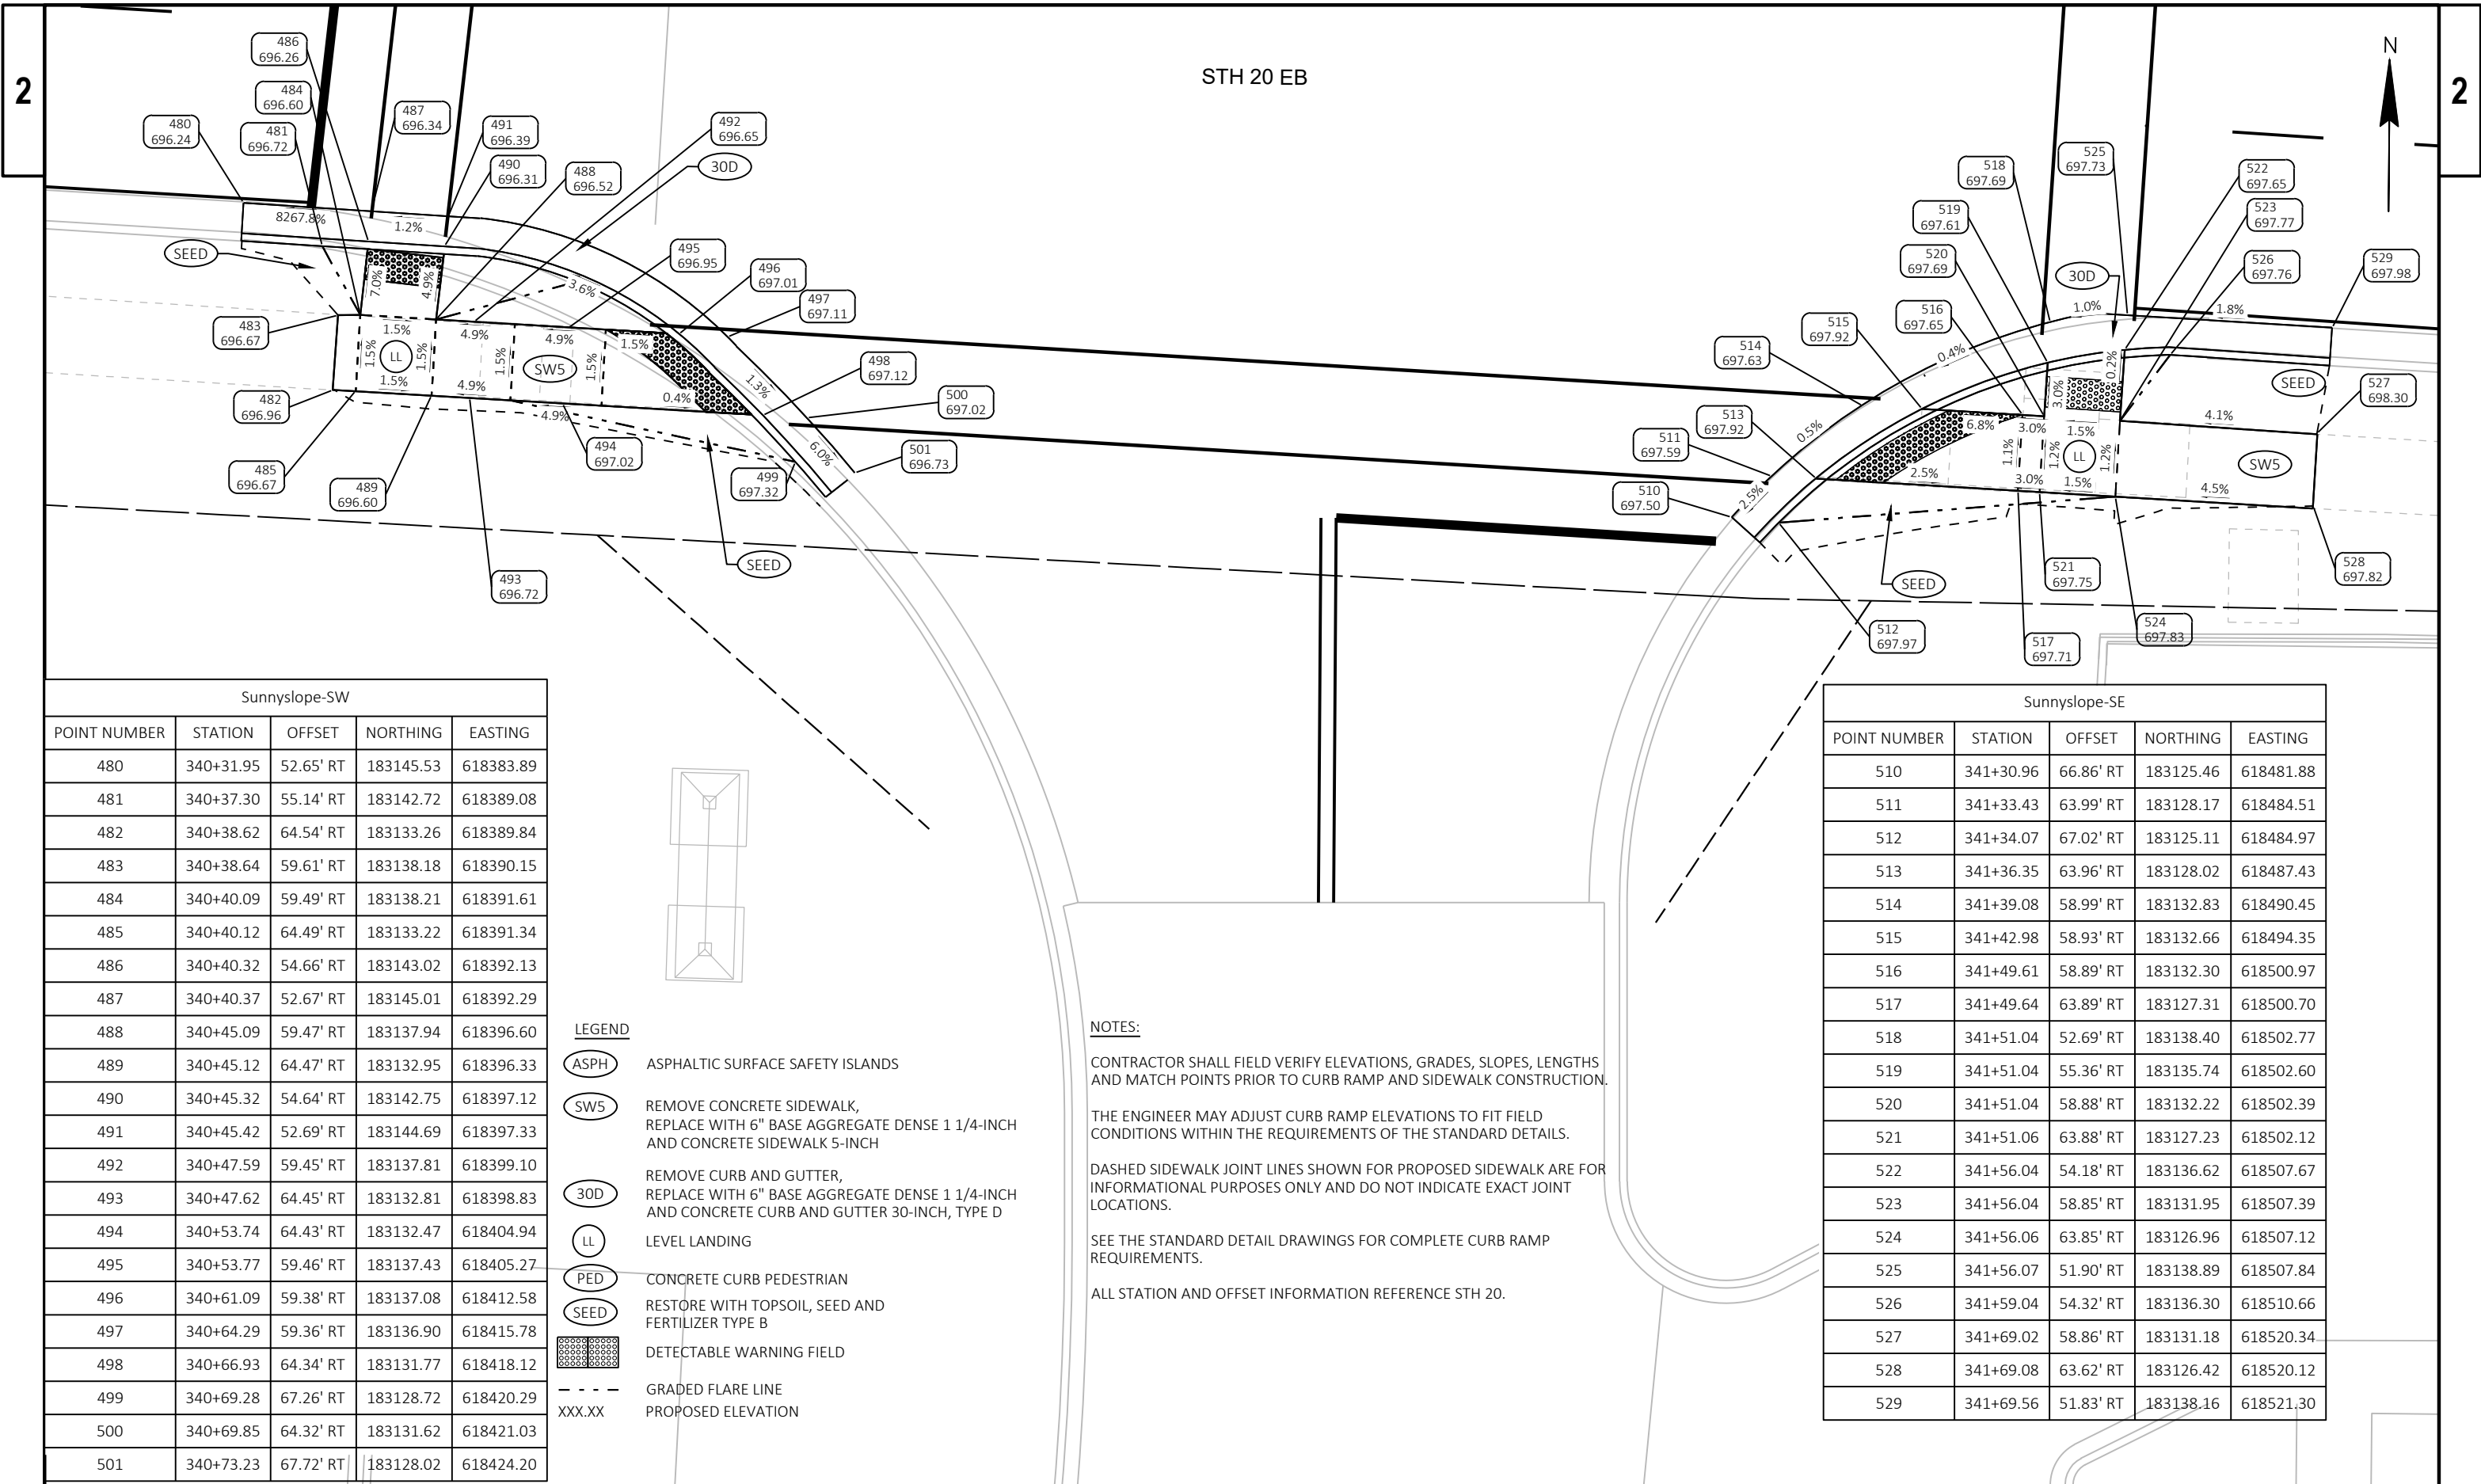 2
STH 20 EB
N
2
486
696.26
484
696.60
480
696.24
481
696.72
487
696.34
491
696.39
490
696.31
488
696.52
492
696.65
30D
495
696.95
496
697.01
497
697.11
498
697.12
500
697.02
501
696.73
499
697.32
494
697.02
493
696.72
489
696.60
485
696.67
482
696.96
483
696.67
SEED
8267.8%
1.2%
7.0%
4.9%
3.6%
1.5%
1.5%
LL
1.5%
1.5%
4.9%
4.9%
1.5%
4.9%
SW5
1.5%
4.9%
1.5%
0.4%
1.3%
6.0%
SEED
518
697.69
525
697.73
522
697.65
519
697.61
523
697.77
520
697.69
526
697.76
529
697.98
516
697.65
515
697.92
514
697.63
513
697.92
511
697.59
510
697.50
30D
1.0%
1.8%
0.4%
0.5%
2.5%
0.2%
3.0%
6.8%
3.0%
1.5%
2.5%
1.1%
1.2%
LL
1.2%
3.0%
1.5%
4.1%
4.5%
SEED
SW5
527
698.30
528
697.82
521
697.75
524
697.83
517
697.71
512
697.97
SEED
Sunnyslope-SW
POINT NUMBER STATION OFFSET NORTHING EASTING
480 340+31.95 52.65' RT 183145.53 618383.89
481 340+37.30 55.14' RT 183142.72 618389.08
482 340+38.62 64.54' RT 183133.26 618389.84
483 340+38.64 59.61' RT 183138.18 618390.15
484 340+40.09 59.49' RT 183138.21 618391.61
485 340+40.12 64.49' RT 183133.22 618391.34
486 340+40.32 54.66' RT 183143.02 618392.13
487 340+40.37 52.67' RT 183145.01 618392.29
488 340+45.09 59.47' RT 183137.94 618396.60
489 340+45.12 64.47' RT 183132.95 618396.33
490 340+45.32 54.64' RT 183142.75 618397.12
491 340+45.42 52.69' RT 183144.69 618397.33
492 340+47.59 59.45' RT 183137.81 618399.10
493 340+47.62 64.45' RT 183132.81 618398.83
494 340+53.74 64.43' RT 183132.47 618404.94
495 340+53.77 59.46' RT 183137.43 618405.27
496 340+61.09 59.38' RT 183137.08 618412.58
497 340+64.29 59.36' RT 183136.90 618415.78
498 340+66.93 64.34' RT 183131.77 618418.12
499 340+69.28 67.26' RT 183128.72 618420.29
500 340+69.85 64.32' RT 183131.62 618421.03
501 340+73.23 67.72' RT 183128.02 618424.20
LEGEND
ASPH ASPHALTIC SURFACE SAFETY ISLANDS
SW5 REMOVE CONCRETE SIDEWALK,
REPLACE WITH 6" BASE AGGREGATE DENSE 1 1/4-INCH
AND CONCRETE SIDEWALK 5-INCH
30D REMOVE CURB AND GUTTER,
REPLACE WITH 6" BASE AGGREGATE DENSE 1 1/4-INCH
AND CONCRETE CURB AND GUTTER 30-INCH, TYPE D
LL LEVEL LANDING
PED CONCRETE CURB PEDESTRIAN
SEED RESTORE WITH TOPSOIL, SEED AND
FERTILIZER TYPE B
DETECTABLE WARNING FIELD
GRADED FLARE LINE
XXX.XX PROPOSED ELEVATION
NOTES:
CONTRACTOR SHALL FIELD VERIFY ELEVATIONS, GRADES, SLOPES, LENGTHS
AND MATCH POINTS PRIOR TO CURB RAMP AND SIDEWALK CONSTRUCTION.
THE ENGINEER MAY ADJUST CURB RAMP ELEVATIONS TO FIT FIELD
CONDITIONS WITHIN THE REQUIREMENTS OF THE STANDARD DETAILS.
DASHED SIDEWALK JOINT LINES SHOWN FOR PROPOSED SIDEWALK ARE FOR
INFORMATIONAL PURPOSES ONLY AND DO NOT INDICATE EXACT JOINT
LOCATIONS.
SEE THE STANDARD DETAIL DRAWINGS FOR COMPLETE CURB RAMP
REQUIREMENTS.
ALL STATION AND OFFSET INFORMATION REFERENCE STH 20.
Sunnyslope-SE
POINT NUMBER STATION OFFSET NORTHING EASTING
510 341+30.96 66.86' RT 183125.46 618481.88
511 341+33.43 63.99' RT 183128.17 618484.51
512 341+34.07 67.02' RT 183125.11 618484.97
513 341+36.35 63.96' RT 183128.02 618487.43
514 341+39.08 58.99' RT 183132.83 618490.45
515 341+42.98 58.93' RT 183132.66 618494.35
516 341+49.61 58.89' RT 183132.30 618500.97
517 341+49.64 63.89' RT 183127.31 618500.70
518 341+51.04 52.69' RT 183138.40 618502.77
519 341+51.04 55.36' RT 183135.74 618502.60
520 341+51.04 58.88' RT 183132.22 618502.39
521 341+51.06 63.88' RT 183127.23 618502.12
522 341+56.04 54.18' RT 183136.62 618507.67
523 341+56.04 58.85' RT 183131.95 618507.39
524 341+56.06 63.85' RT 183126.96 618507.12
525 341+56.07 51.90' RT 183138.89 618507.84
526 341+59.04 54.32' RT 183136.30 618510.66
527 341+69.02 58.86' RT 183131.18 618520.34
528 341+69.08 63.62' RT 183126.42 618520.12
529 341+69.56 51.83' RT 183138.16 618521.30